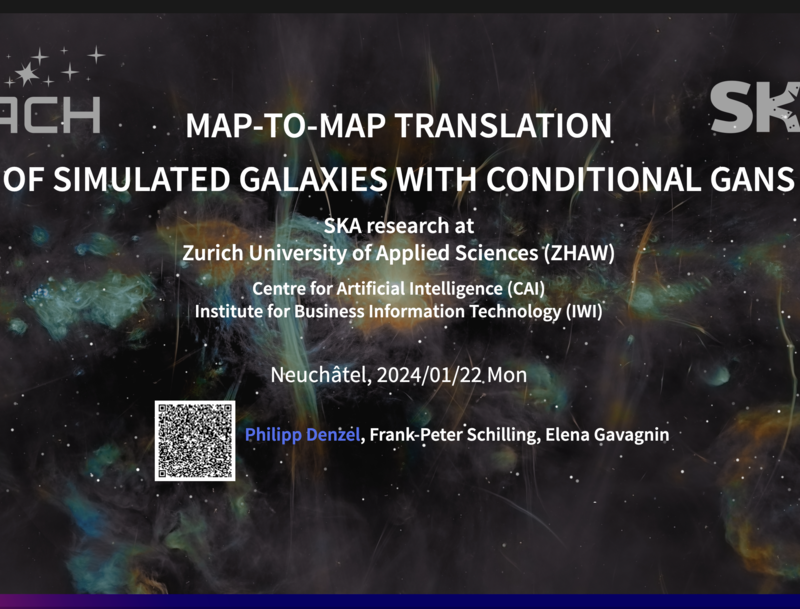 ACH
SK
MAP-TO-MAP TRANSLATION
OF SIMULATED GALAXIES WITH CONDITIONAL GANS
SKA research at
Zurich University of Applied Sciences (ZHAW)
Centre for Artificial Intelligence (CAI)
Institute for Business Information Technology (IWI)
Neuchâtel, 2024/01/22 Mon
Philipp Denzel, Frank-Peter Schilling, Elena Gavagnin